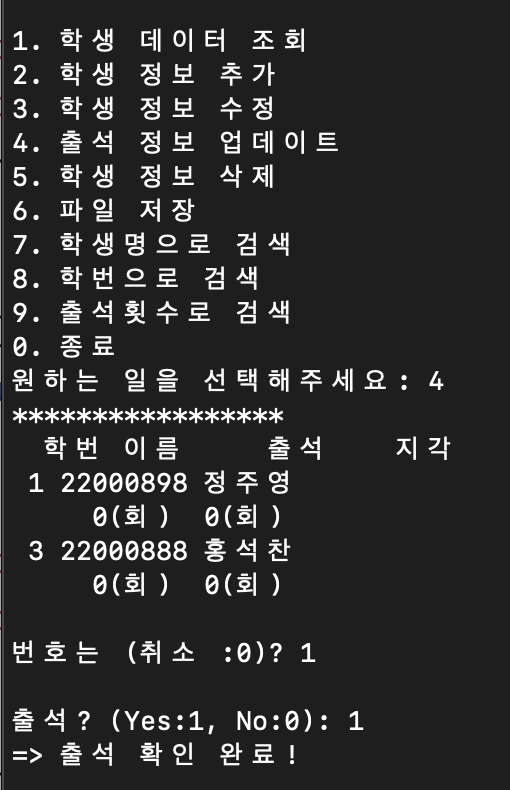 1. 학생 데이터 조회
2. 학생 정보 추가
3. 학생 정보 수정
4. 출석 정보 업데이트
5. 학생 정보 삭제
6. 파일 저장
7. 학생명으로 검색
8. 학번으로 검색
9. 출석횟수로 검색
0. 종료
원하는 일을 선택해주세요: 4
*****************
학번 이름 출석 지각
1 22000898 정주영
0(회) 0(회)
3 22000888 홍석찬
0(회) 0(회)
번호는 (취소 :0)? 1
출석? (Yes:1, No:0): 1
=> 출석 확인 완료!